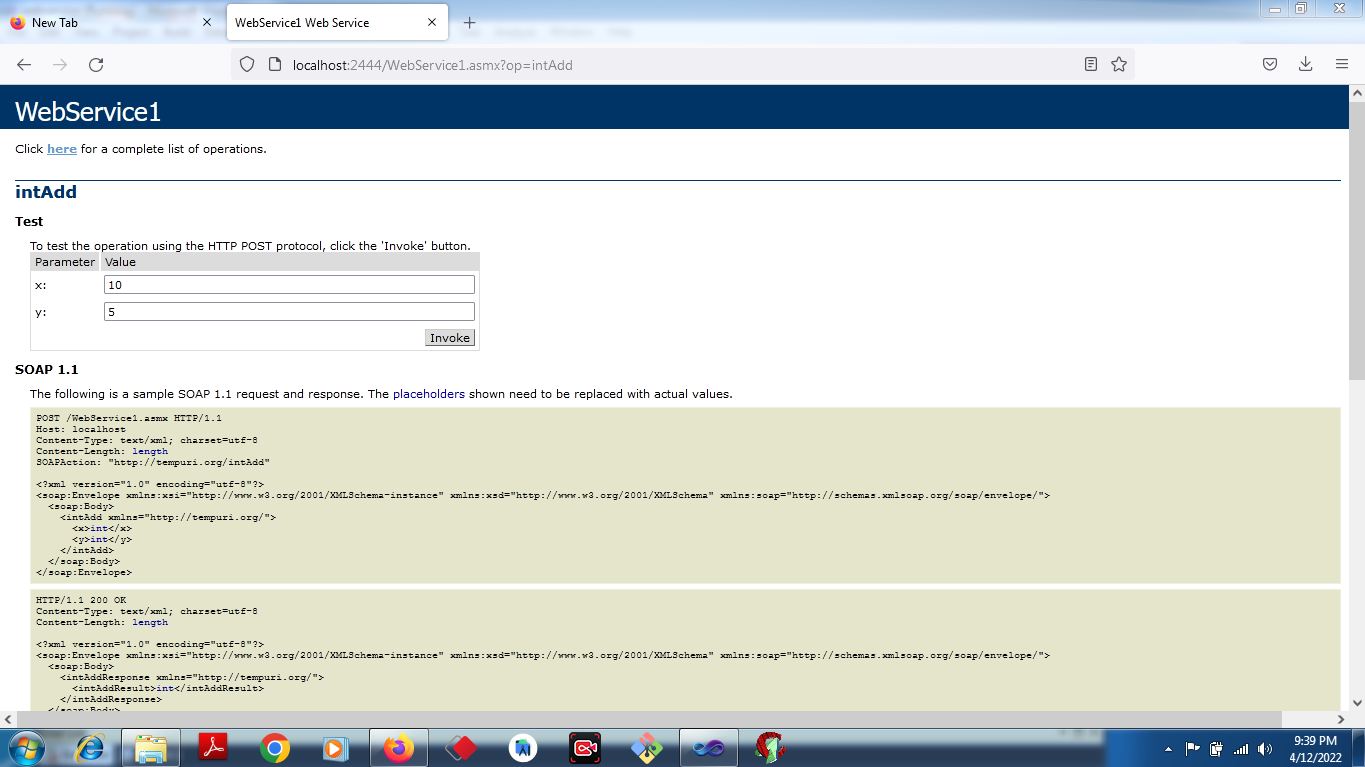 New Tab
WebService1 Web Service
localhost:2444/WebService1.asmx?op=intAdd
WebService1
Click here for a complete list of operations.
intAdd
Test
To test the operation using the HTTP POST protocol, click the 'Invoke' button.
Parameter Value
x: 10
y: 5
Invoke
SOAP 1.1
The following is a sample SOAP 1.1 request and response. The placeholders shown need to be replaced with actual values.
POST /WebService1.asmx HTTP/1.1
Host: localhost
Content-Type: text/xml; charset=utf-8
Content-Length: length
SOAPAction: "http://tempuri.org/intAdd"
<?xml version="1.0" encoding="utf-8"?>
<soap:Envelope xmlns:xsi="http://www.w3.org/2001/XMLSchema-instance" xmlns:xsd="http://www.w3.org/2001/XMLSchema" xmlns:soap="http://schemas.xmlsoap.org/soap/envelope/">
<soap:Body>
<intAdd xmlns="http://tempuri.org/">
<x>int</x>
<y>int</y>
</intAdd>
</soap:Body>
</soap:Envelope>
HTTP/1.1 200 OK
Content-Type: text/xml; charset=utf-8
Content-Length: length
<?xml version="1.0" encoding="utf-8"?>
<soap:Envelope xmlns:xsi="http://www.w3.org/2001/XMLSchema-instance" xmlns:xsd="http://www.w3.org/2001/XMLSchema" xmlns:soap="http://schemas.xmlsoap.org/soap/envelope/">
<soap:Body>
<intAddResponse xmlns="http://tempuri.org/">
<intAddResult>int</intAddResult>
</intAddResponse>
</soap:Body>
9:39 PM
4/12/2022